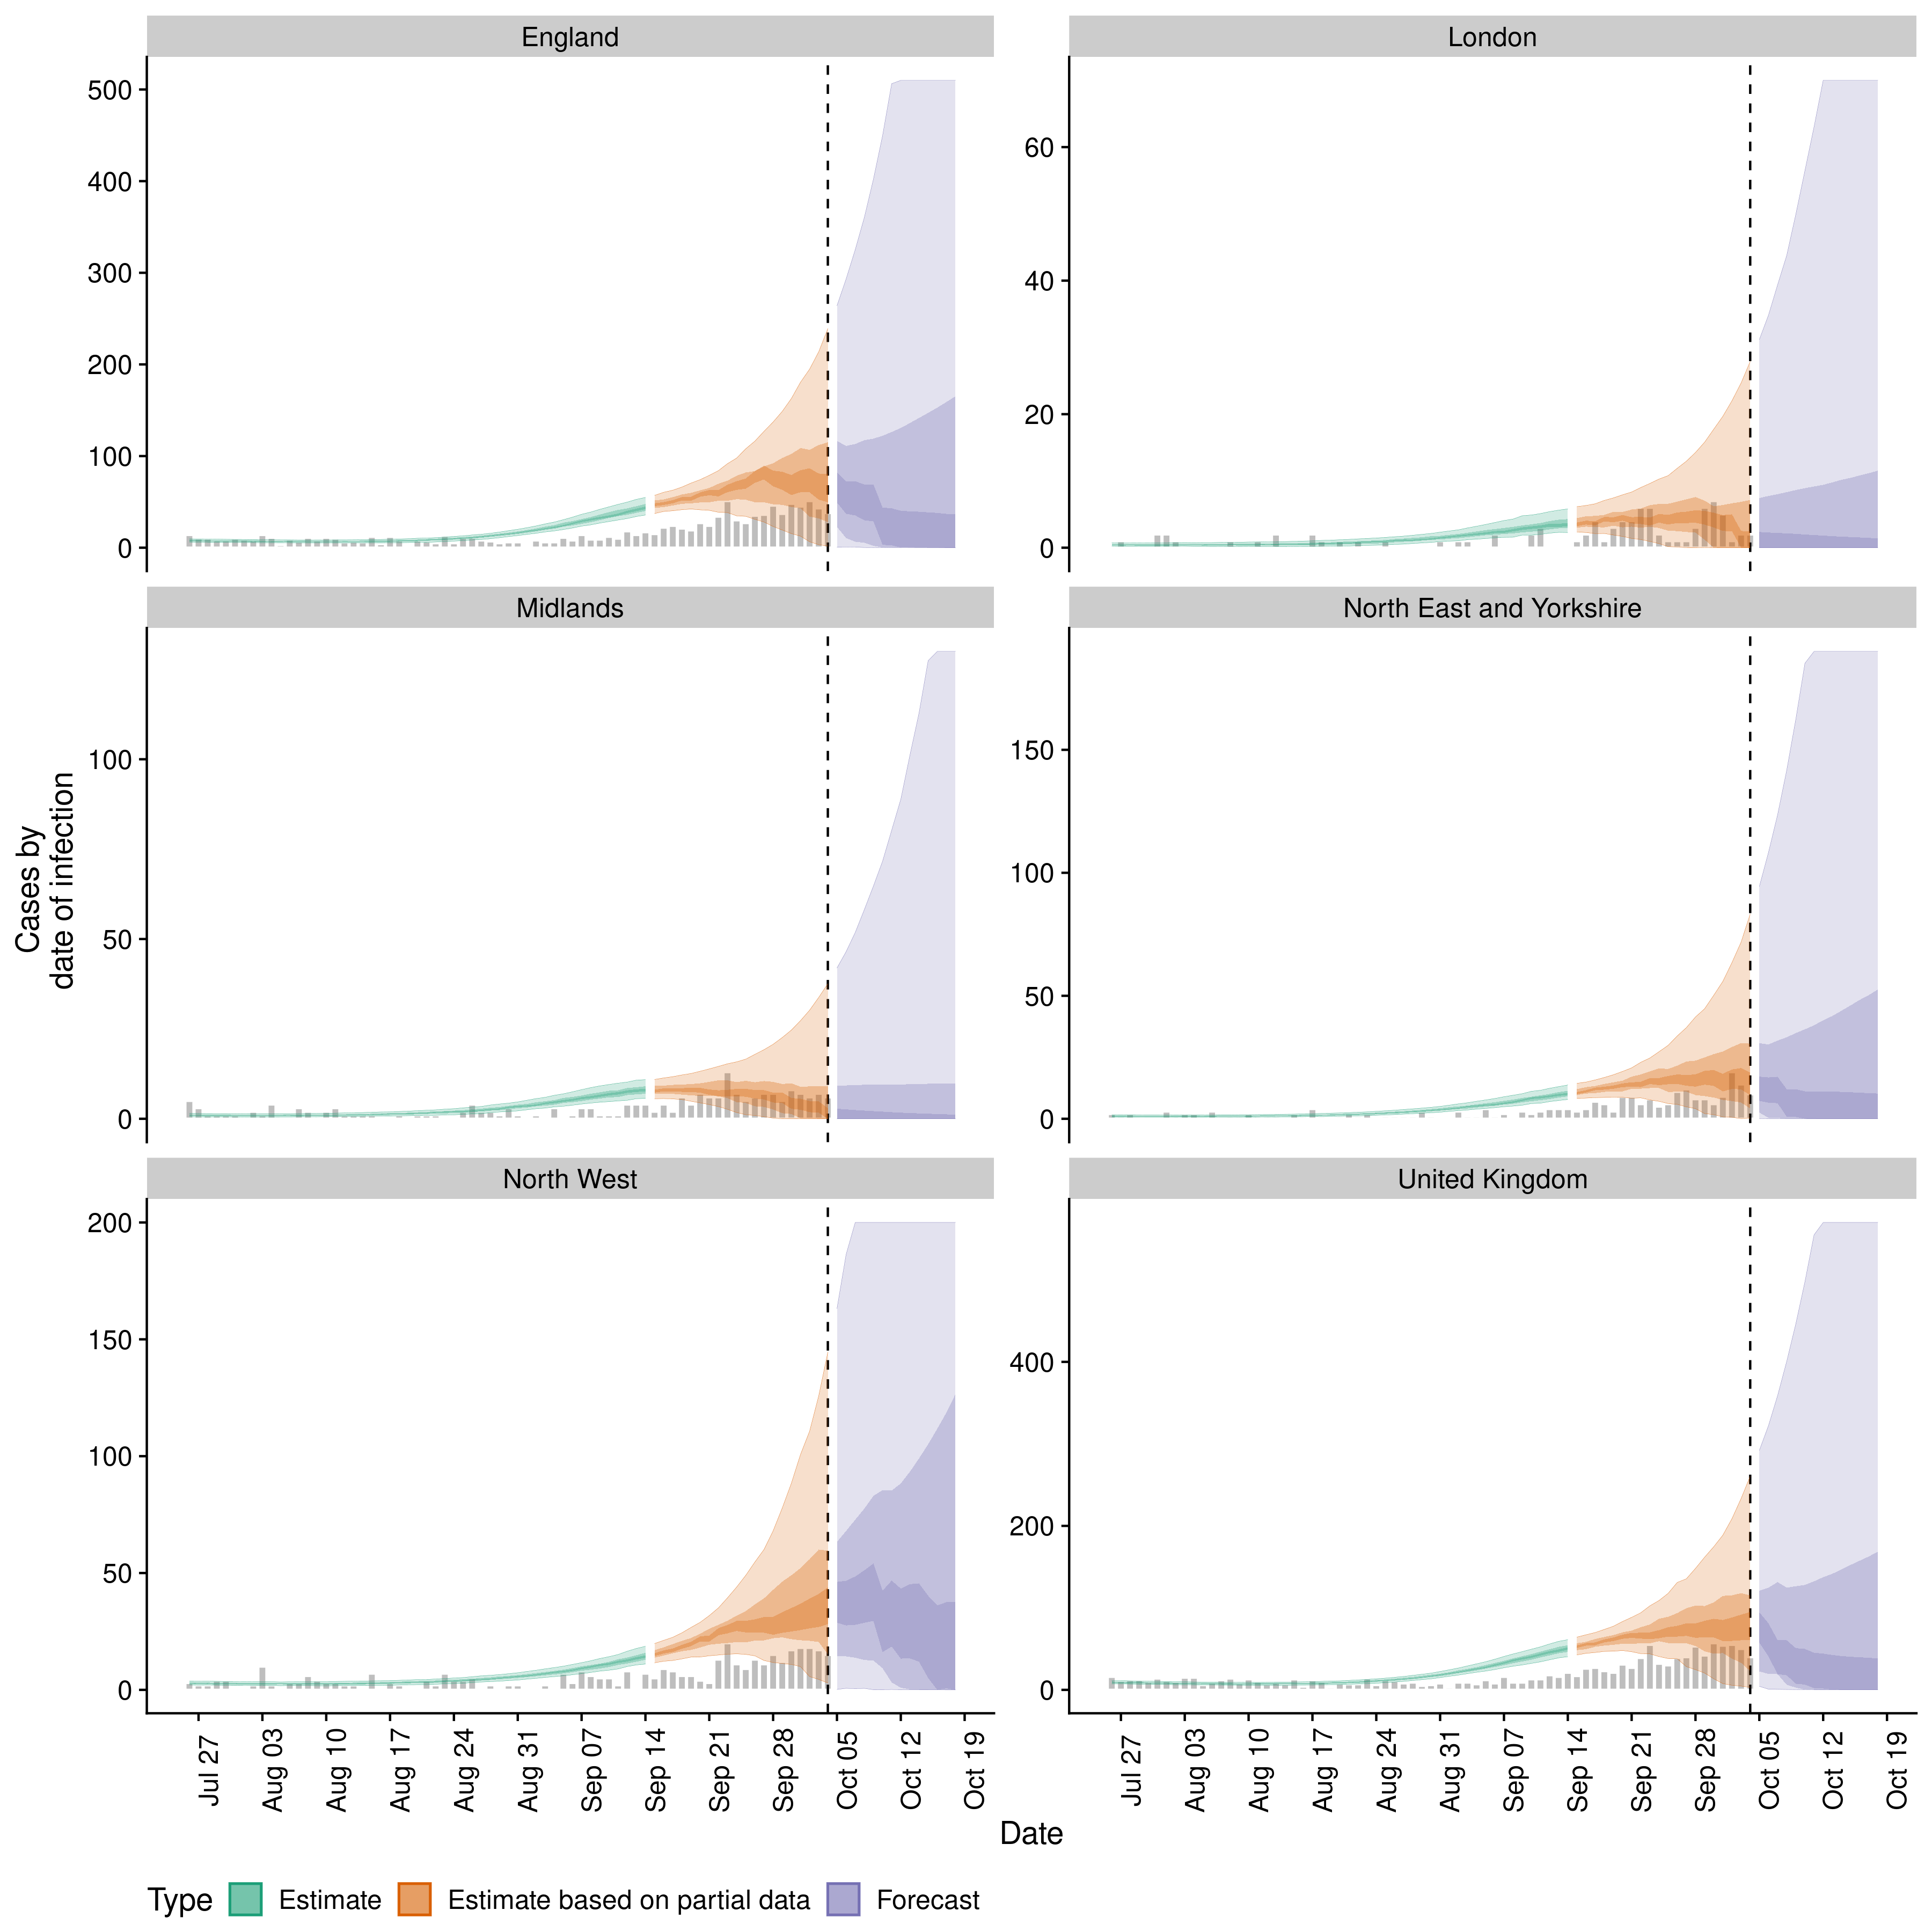 England
London
500
400
300
200
100
0
60
40
20
0
Midlands
North East and Yorkshire
100
50
0
150
100
50
0
Cases by
date of infection
North West
United Kingdom
200
150
100
50
0
400
200
0
Jul 27
Aug 03
Aug 10
Aug 17
Aug 24
Aug 31
Sep 07
Sep 14
Sep 21
Sep 28
Oct 05
Oct 12
Oct 19
Jul 27
Aug 03
Aug 10
Aug 17
Aug 24
Aug 31
Sep 07
Sep 14
Sep 21
Sep 28
Oct 05
Oct 12
Oct 19
Date
Type Estimate Estimate based on partial data Forecast